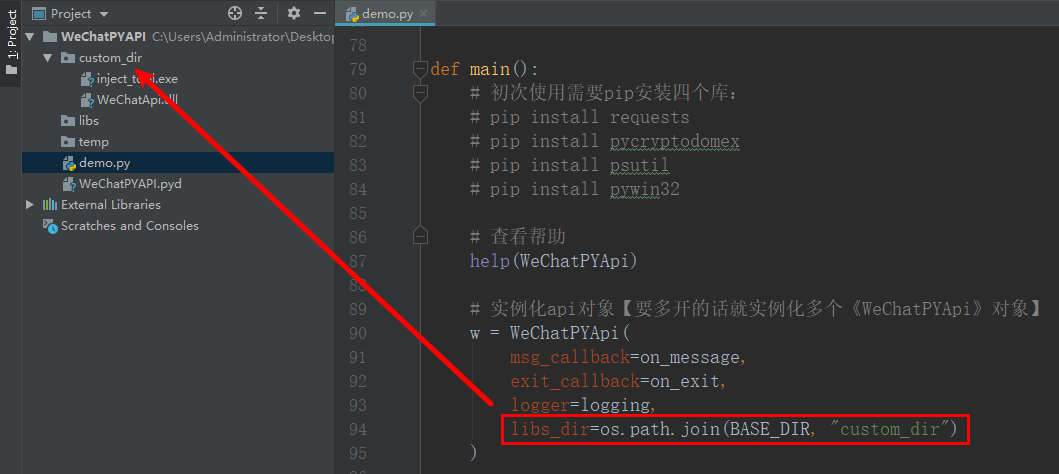 1: Project
Project
WeChatPYAPI C:\Users\Administrator\Desktop
custom_dir
WeChatApi.dll
libs
temp
demo.py
WeChatPYAPI.pyd
External Libraries
Scratches and Consoles
demo.py
78
79 def main():
80 # 初次使用需要pip安装四个库:
81 # pip install requests
82 # pip install pycryptodomex
83 # pip install psutil
84 # pip install pywin32
85
86 # 查看帮助
87 help(WeChatPYApi)
88
89 # 实例化api对象【要多开的话就实例化多个《WeChatPYApi》对象】
90 w = WeChatPYApi(
91 msg_callback=on_message,
92 exit_callback=on_exit,
93 logger=logging,
94 libs_dir=os.path.join(BASE_DIR, "custom_dir")
95 )